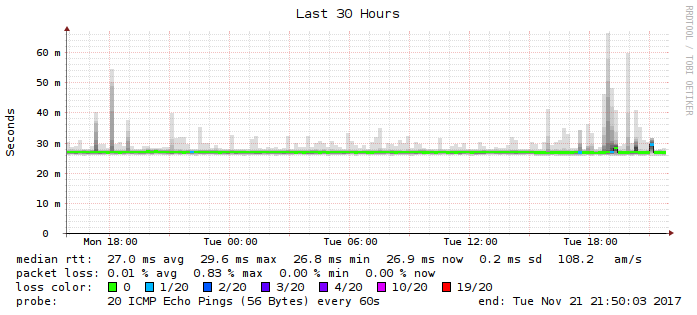 Last 30 Hours
RRDTOOL / TOBI OETIKER
Seconds
60 m
50 m
40 m
30 m
20 m
10 m
0
Mon 18:00 Tue 00:00 Tue 06:00 Tue 12:00 Tue 18:00
median rtt: 27.0 ms avg 29.6 ms max 26.8 ms min 26.9 ms now 0.2 ms sd 108.2 am/s
packet loss: 0.01 % avg 0.83 % max 0.00 % min 0.00 % now
loss color: 0 1/20 2/20 3/20 4/20 10/20 19/20
probe: 20 ICMP Echo Pings (56 Bytes) every 60s end: Tue Nov 21 21:50:03 2017